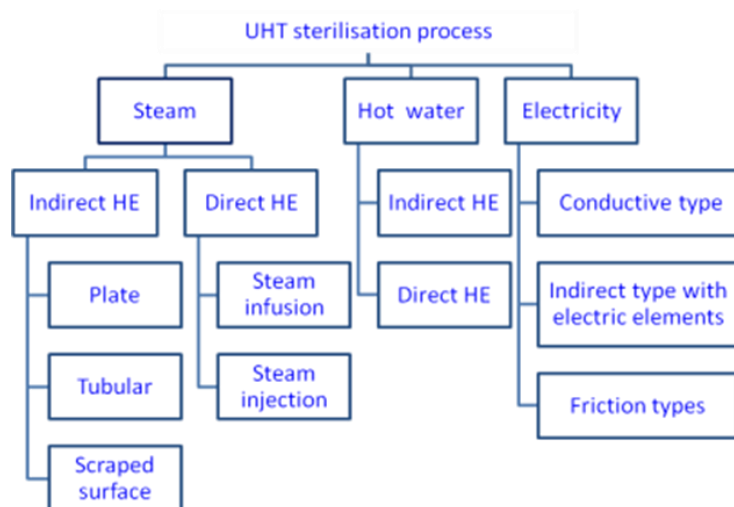 UHT sterilisation process
Steam
Hot water
Electricity
Indirect HE
Direct HE
Indirect HE
Conductive type
Plate
Steam
infusion
Direct HE
Indirect type with
electric elements
Tubular
Steam
injection
Friction types
Scraped
surface